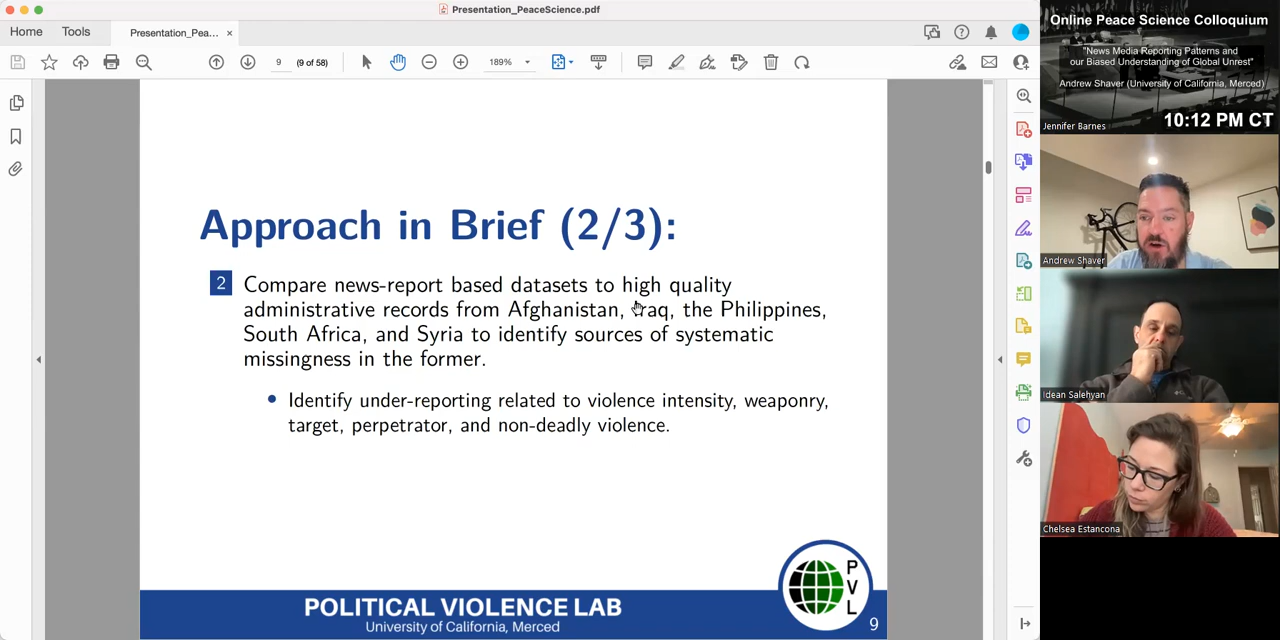 Presentation_PeaceScience.pdf
Home
Tools
Presentation_Pea...
9
(9 of 58)
189%
Approach in Brief (2/3):
2
Compare news-report based datasets to high quality
administrative records from Afghanistan, Iraq, the Philippines,
South Africa, and Syria to identify sources of systematic
missingness in the former.
Identify under-reporting related to violence intensity, weaponry,
target, perpetrator, and non-deadly violence.
POLITICAL VIOLENCE LAB
University of California, Merced
P
V
L
9
Online Peace Science Colloquium
"News Media Reporting Patterns and
our Biased Understanding of Global Unrest"
Andrew Shaver (University of California, Merced)
10:12 PM CT
Jennifer Barnes
Andrew Shaver
Idean Salehyan
Chelsea Estancona